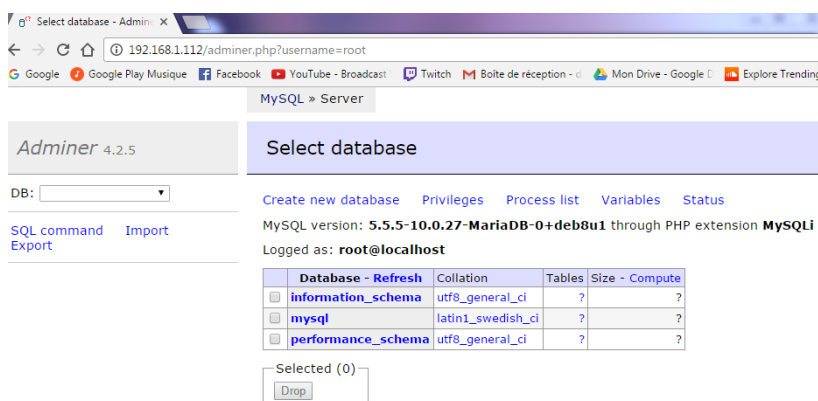 Select database - Admine
192.168.1.112/adminer.php?username=root
Google Google Play Musique Facebook YouTube - Broadcast Twitch Boîte de réception - d Mon Drive - Google D Explore Trending
MySQL » Server
Adminer 4.2.5
Select database
DB:
SQL command Import
Export
Create new database Privileges Process list Variables Status
MySQL version: 5.5.5-10.0.27-MariaDB-0+deb8u1 through PHP extension MySQLi
Logged as: root@localhost
Database - Refresh Collation Tables Size - Compute
information_schema utf8_general_ci ? ?
mysql latin1_swedish_ci ? ?
performance_schema utf8_general_ci ? ?
Selected (0)
Drop